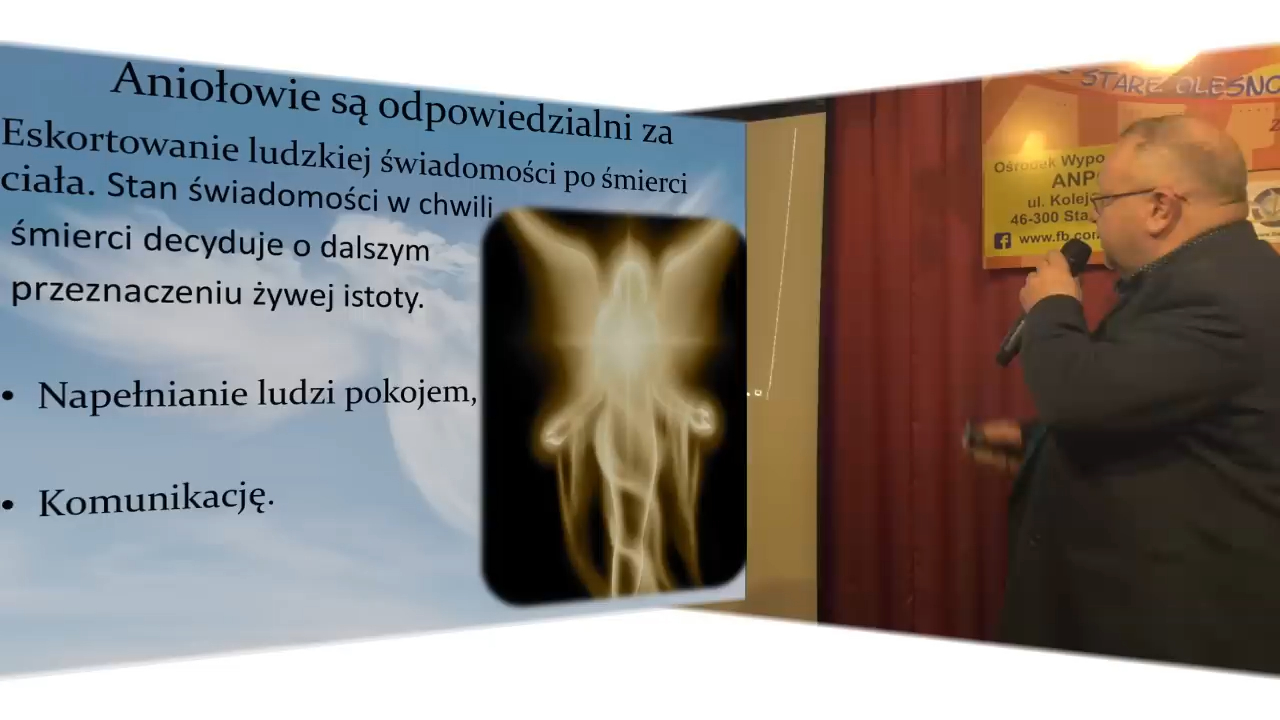 Aniołowie są odpowiedzialni za
Eskortowanie ludzkiej świadomości po śmierci
ciała. Stan świadomości w chwili
śmierci decyduje o dalszym
przeznaczeniu żywej istoty.
• Napełnianie ludzi pokojem,
• Komunikację.
STARE OLESNO
Ośrodek Wypo
ANP
ul. Kolej
46-300 Sta
www.fb.co